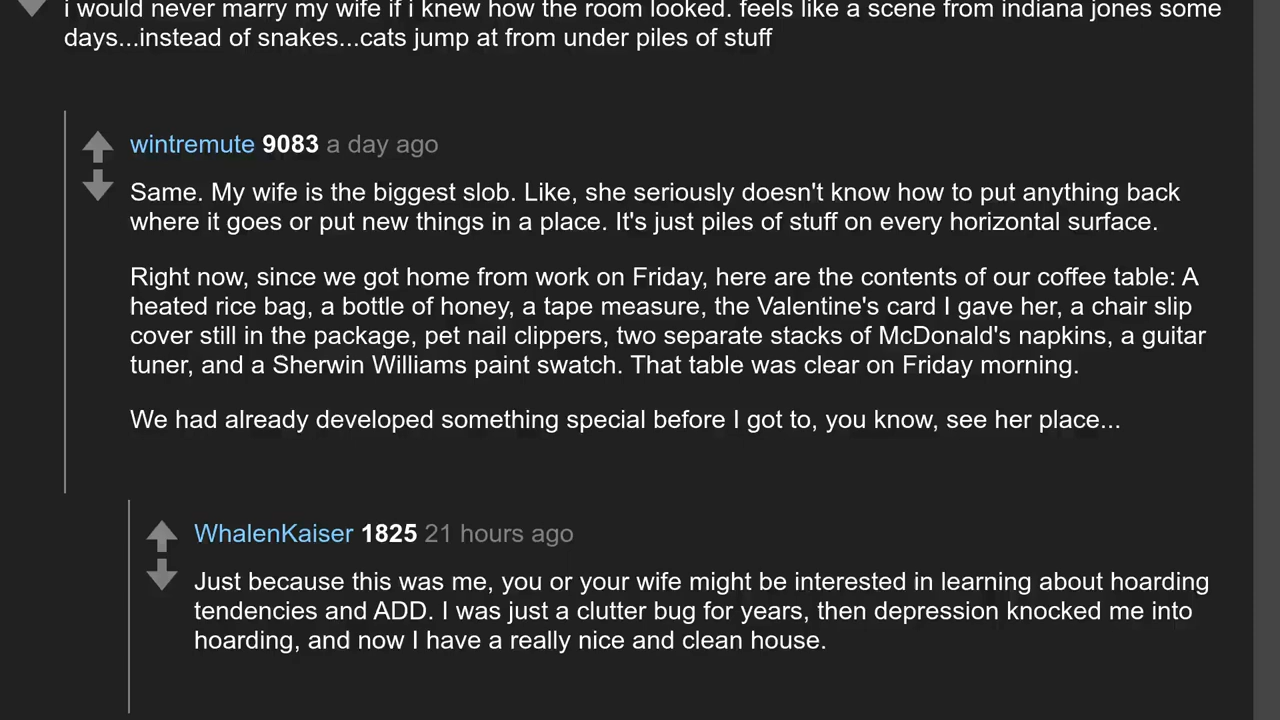 i would never marry my wife if i knew how the room looked. feels like a scene from indiana jones some
days...instead of snakes...cats jump at from under piles of stuff
wintremute 9083 a day ago
Same. My wife is the biggest slob. Like, she seriously doesn't know how to put anything back
where it goes or put new things in a place. It's just piles of stuff on every horizontal surface.
Right now, since we got home from work on Friday, here are the contents of our coffee table: A
heated rice bag, a bottle of honey, a tape measure, the Valentine's card I gave her, a chair slip
cover still in the package, pet nail clippers, two separate stacks of McDonald's napkins, a guitar
tuner, and a Sherwin Williams paint swatch. That table was clear on Friday morning.
We had already developed something special before I got to, you know, see her place...
WhalenKaiser 1825 21 hours ago
Just because this was me, you or your wife might be interested in learning about hoarding
tendencies and ADD. I was just a clutter bug for years, then depression knocked me into
hoarding, and now I have a really nice and clean house.